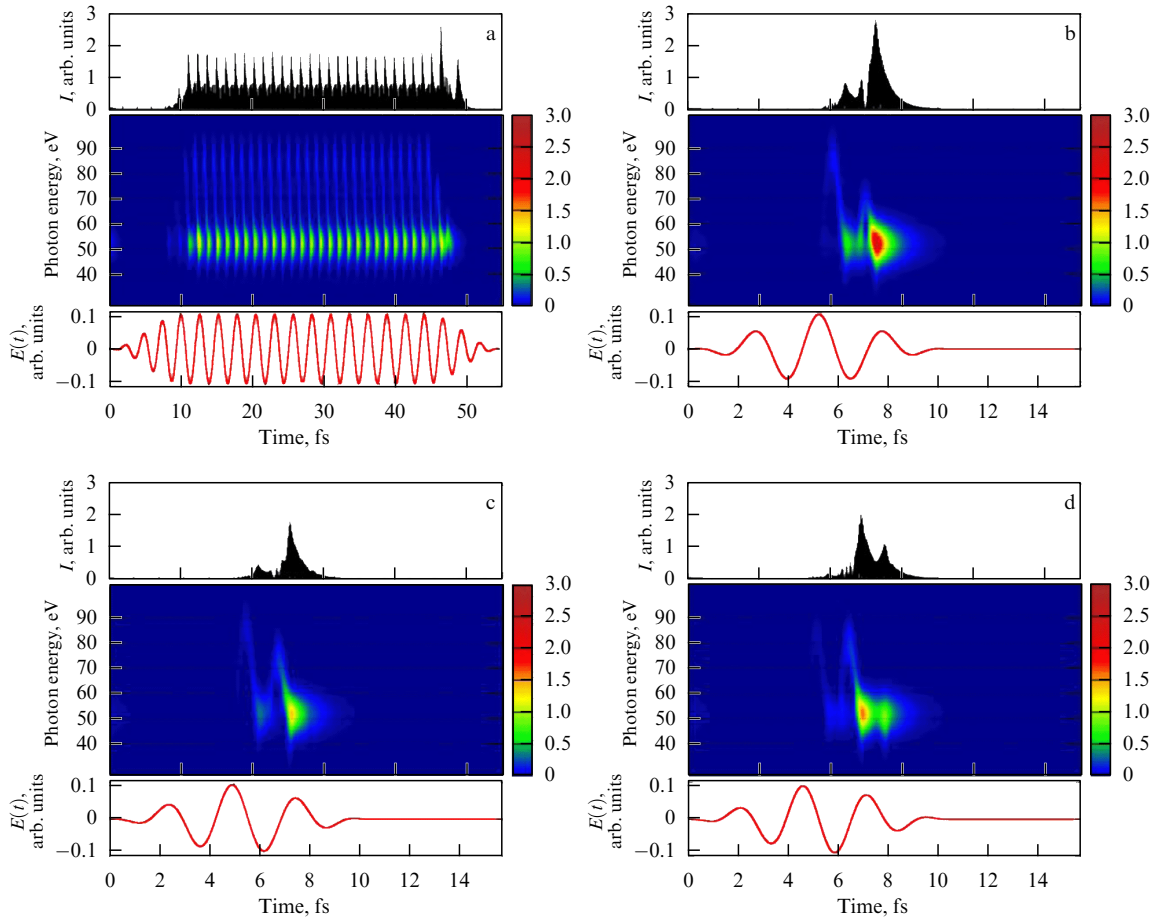 3
2
1
0
I, arb. units
a
90
80
70
60
50
40
Photon energy, eV
3.0
2.5
2.0
1.5
1.0
0.5
0
0.1
0
−0.1
E(t),
arb. units
0 10 20 30 40 50
Time, fs
3
2
1
0
I, arb. units
b
90
80
70
60
50
40
Photon energy, eV
3.0
2.5
2.0
1.5
1.0
0.5
0
0.1
0
−0.1
E(t),
arb. units
0 2 4 6 8 10 12 14
Time, fs
3
2
1
0
I, arb. units
c
90
80
70
60
50
40
Photon energy, eV
3.0
2.5
2.0
1.5
1.0
0.5
0
0.1
0
−0.1
E(t),
arb. units
0 2 4 6 8 10 12 14
Time, fs
3
2
1
0
I, arb. units
d
90
80
70
60
50
40
Photon energy, eV
3.0
2.5
2.0
1.5
1.0
0.5
0
0.1
0
−0.1
E(t),
arb. units
0 2 4 6 8 10 12 14
Time, fs